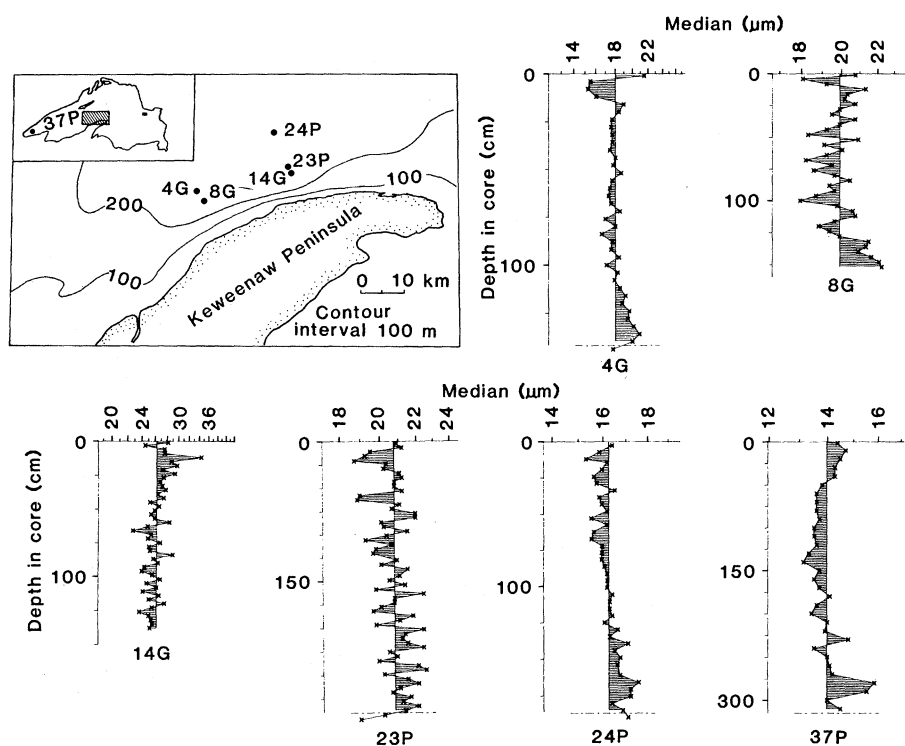 Median (µm)
14
18
22
18
20
22
0
100
Depth in core (cm)
4G
0
100
8G
37P
24P
23P
14G
4G
8G
100
200
100
Keweenaw Peninsula
0 10 km
Contour
interval 100 m
Median (µm)
20
24
30
36
0
100
Depth in core (cm)
14G
18
20
22
24
0
150
23P
14
16
18
0
100
24P
12
14
16
0
150
300
37P